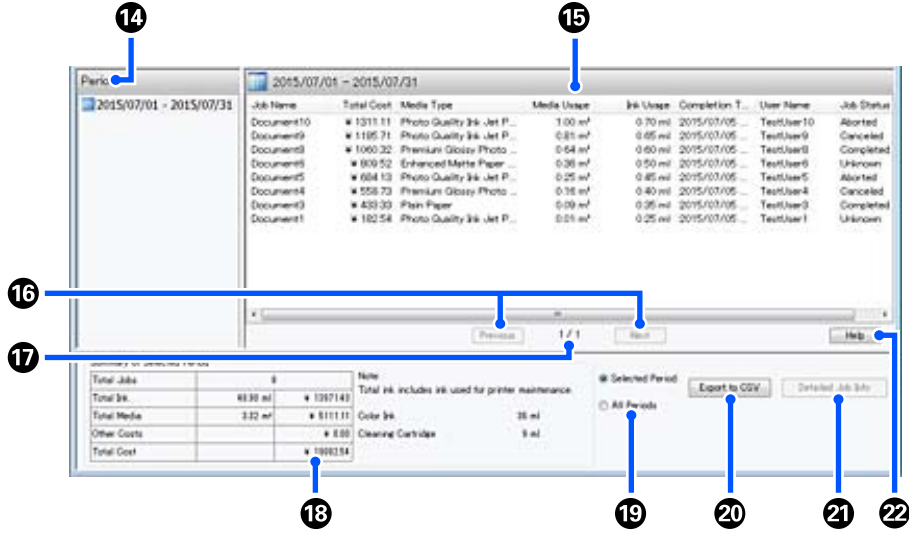 14
15
Perio
2015/07/01 - 2015/07/31
2015/07/01 - 2015/07/31
Job Name Total Cost Media Type Media Usage Ink Usage Completion T... User Name Job Status
Document10 ¥ 1311.11 Photo Quality Ink Jet P... 1.00 m² 0.70 ml 2015/07/05 ... TestUser10 Aborted
Document9 ¥ 1185.71 Photo Quality Ink Jet P... 0.81 m² 0.65 ml 2015/07/05 ... TestUser9 Canceled
Document8 ¥ 1060.32 Premium Glossy Photo ... 0.64 m² 0.60 ml 2015/07/05 ... TestUser8 Completed
Document6 ¥ 809.52 Enhanced Matte Paper ... 0.36 m² 0.50 ml 2015/07/05 ... TestUser6 Unknown
Document5 ¥ 684.13 Photo Quality Ink Jet P... 0.25 m² 0.45 ml 2015/07/05 ... TestUser5 Aborted
Document4 ¥ 558.73 Premium Glossy Photo ... 0.16 m² 0.40 ml 2015/07/05 ... TestUser4 Canceled
Document3 ¥ 433.33 Plain Paper 0.09 m² 0.35 ml 2015/07/05 ... TestUser3 Completed
Document1 ¥ 182.54 Photo Quality Ink Jet P... 0.01 m² 0.25 ml 2015/07/05 ... TestUser1 Unknown
16
Previous 1 / 1 Next Help
17
Summary of Selected Period
Total Jobs 8
Total Ink
Total Media 3.32 m² ¥ 5111.11
Other Costs ¥ 0.00
Total Cost
Note
Total ink includes ink used for printer maintenance.
Color Ink
Cleaning Cartridge
Selected Period
All Periods
Export to CSV
Detailed Job Info
18
19
20
21
22